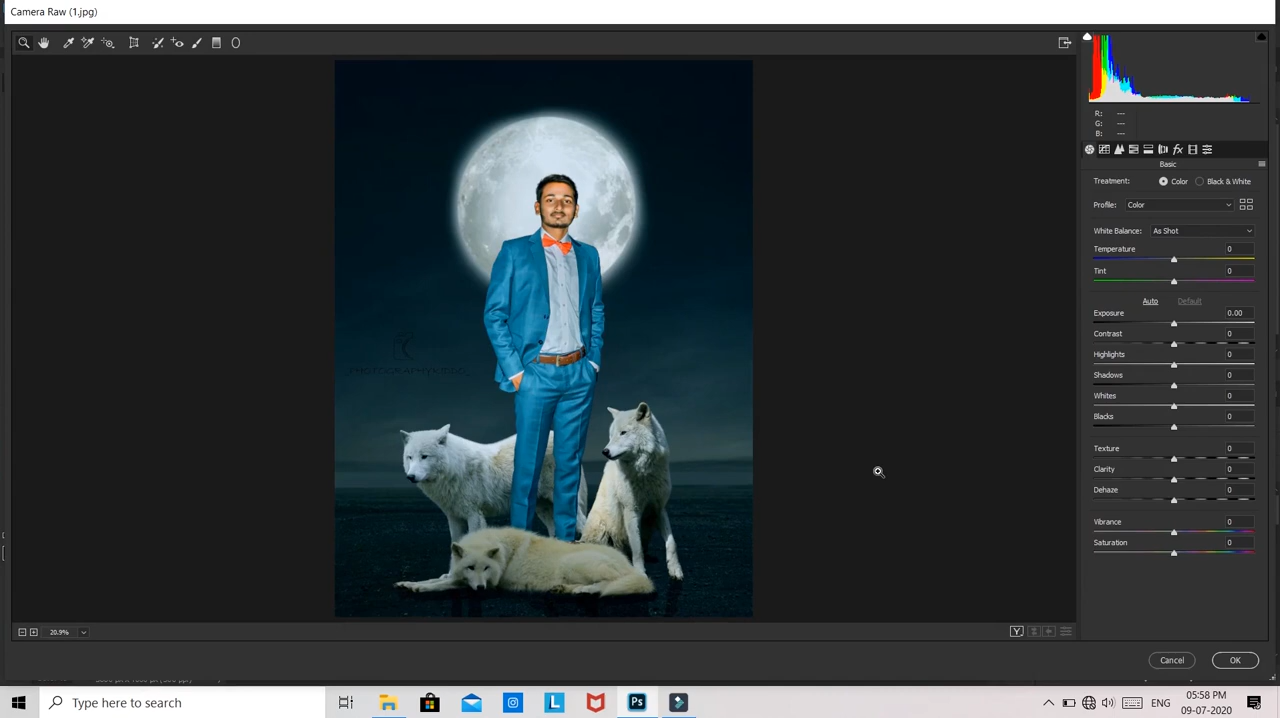 Camera Raw (1.jpg)
R: ---
G: ---
B: ---
Basic
Treatment: Color Black & White
Profile: Color
White Balance: As Shot
Temperature 0
Tint 0
Auto Default
Exposure 0.00
Contrast 0
Highlights 0
Shadows 0
Whites 0
Blacks 0
Texture 0
Clarity 0
Dehaze 0
Vibrance 0
Saturation 0
20.9%
Y
Cancel OK
Type here to search
L
Ps
ENG
05:58 PM
09-07-2020